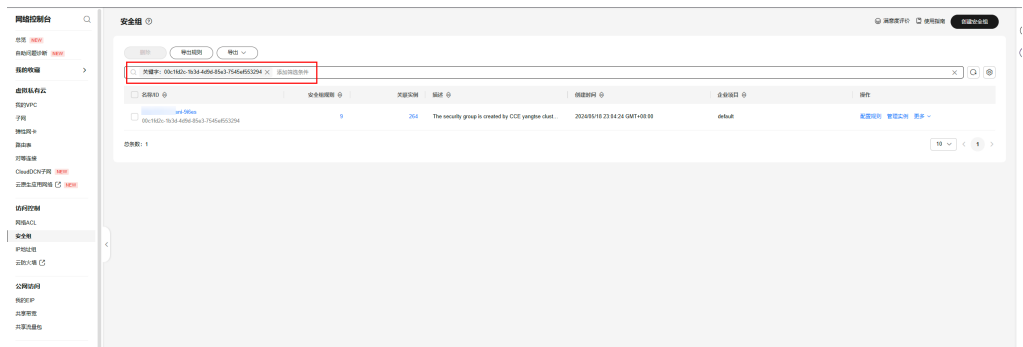 网络控制台
总览 NEW
自助问题诊断 NEW
我的收藏
虚拟私有云
我的VPC
子网
弹性网卡
路由表
对等连接
CloudDCN子网 NEW
云原生应用网络 NEW
访问控制
网络ACL
安全组
IP地址组
云防火墙
公网访问
我的EIP
共享带宽
共享流量包
安全组
满意度评价 使用指南 创建安全组
删除 导出规则 导出
关键字: 00c1fd2c-1b3d-4d9d-85e3-7545ef553294 添加筛选条件
名称/ID 安全组规则 关联实例 描述 创建时间 企业项目 操作
eni-9i6es
00c1fd2c-1b3d-4d9d-85e3-7545ef553294 9 264 The security group is created by CCE yangtse clust... 2024/05/18 23:04:24 GMT+08:00 default 配置规则 管理实例 更多
总条数: 1 10 1